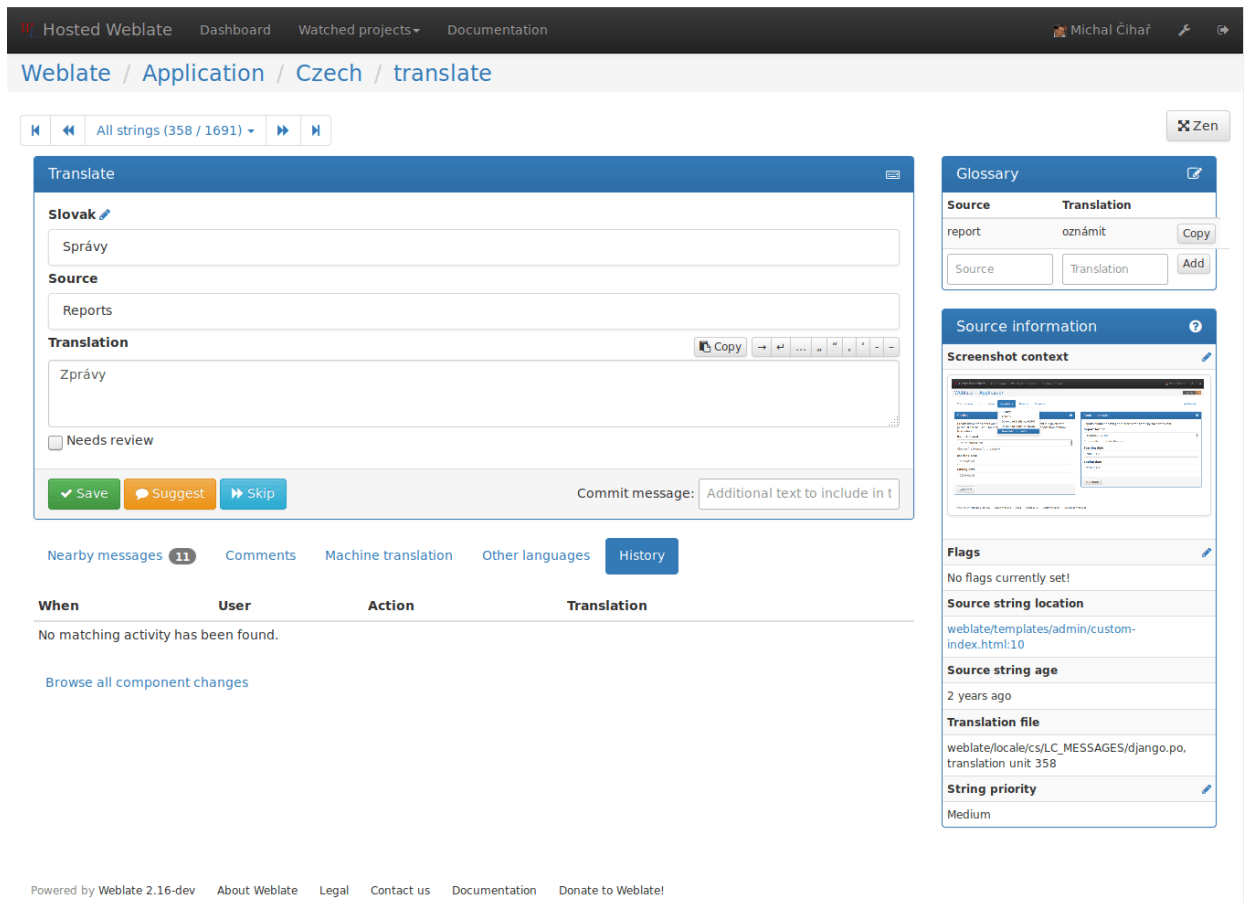 Hosted Weblate Dashboard Watched projects Documentation Michal Čihař
Weblate / Application / Czech / translate
All strings (358 / 1691)
Zen
Translate
Slovak
Správy
Source
Reports
Translation
Copy → ↵ … „ “ ‚ ‘ - –
Zprávy
Needs review
Save Suggest Skip Commit message: Additional text to include in t
Nearby messages 11 Comments Machine translation Other languages History
When User Action Translation
No matching activity has been found.
Browse all component changes
Glossary
Source Translation
report oznámit Copy
Source Translation Add
Source information
Screenshot context
Flags
No flags currently set!
Source string location
weblate/templates/admin/custom-
index.html:10
Source string age
2 years ago
Translation file
weblate/locale/cs/LC_MESSAGES/django.po,
translation unit 358
String priority
Medium
Powered by Weblate 2.16-dev About Weblate Legal Contact us Documentation Donate to Weblate!